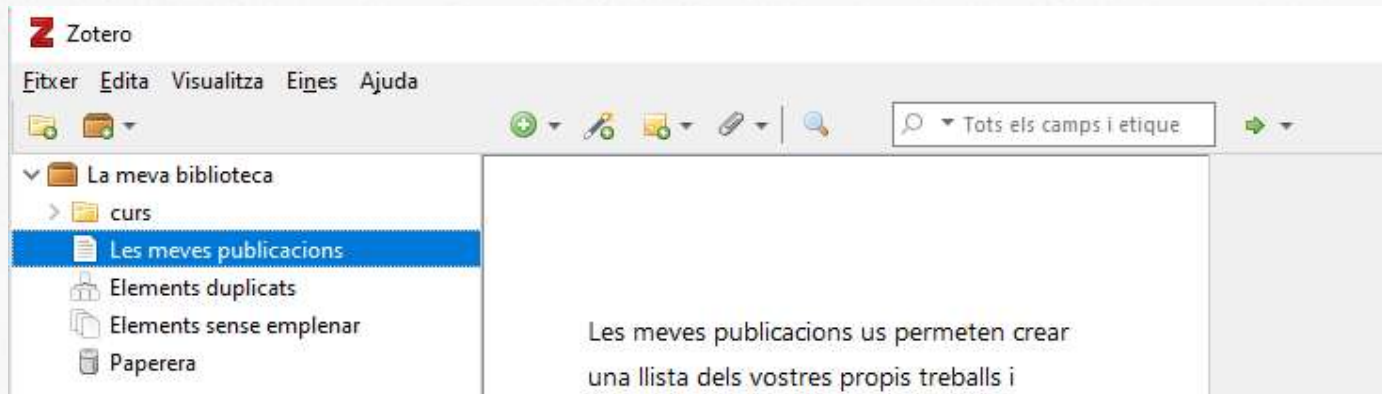 Zotero
Fitxer Edita Visualitza Eines Ajuda
Tots els camps i etique
La meva biblioteca
curs
Les meves publicacions
Elements duplicats
Elements sense emplenar
Paperera
Les meves publicacions us permeten crear
una llista dels vostres propis treballs i